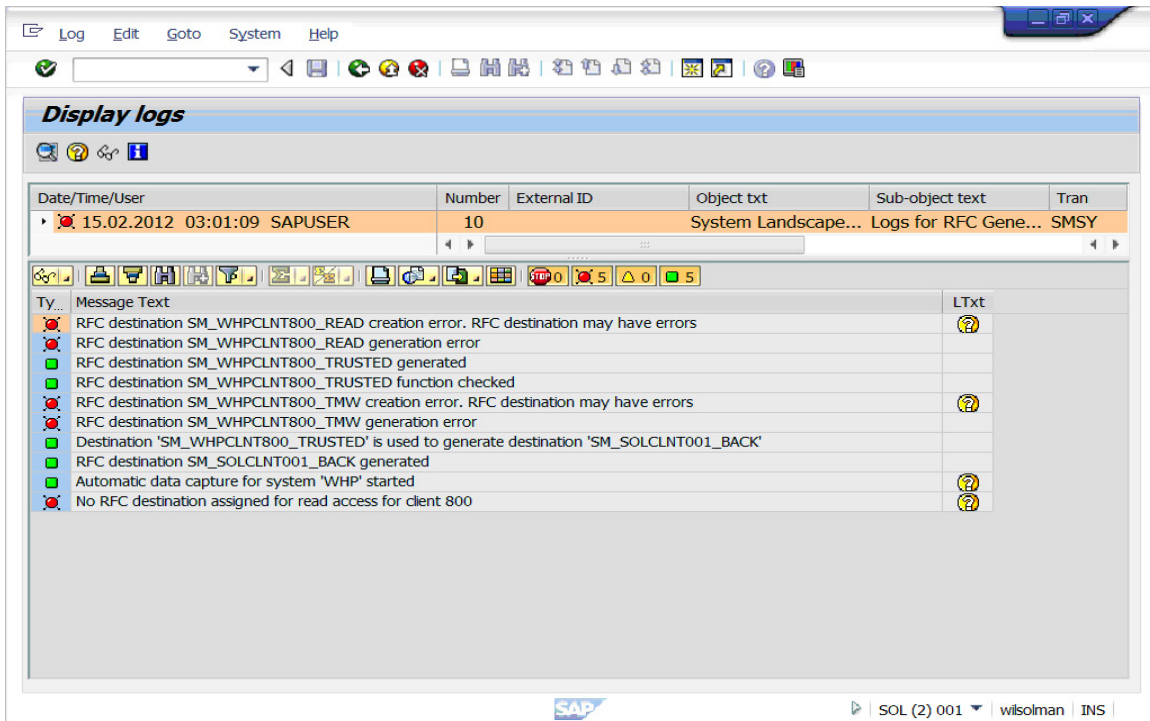 Log Edit Goto System Help
Display logs
Date/Time/User Number External ID Object txt Sub-object text Tran
15.02.2012 03:01:09 SAPUSER 10 System Landscape... Logs for RFC Gene... SMSY
STOP 0 5 0 5
Ty... Message Text LTxt
RFC destination SM_WHPCLNT800_READ creation error. RFC destination may have errors
RFC destination SM_WHPCLNT800_READ generation error
RFC destination SM_WHPCLNT800_TRUSTED generated
RFC destination SM_WHPCLNT800_TRUSTED function checked
RFC destination SM_WHPCLNT800_TMW creation error. RFC destination may have errors
RFC destination SM_WHPCLNT800_TMW generation error
Destination 'SM_WHPCLNT800_TRUSTED' is used to generate destination 'SM_SOLCLNT001_BACK'
RFC destination SM_SOLCLNT001_BACK generated
Automatic data capture for system 'WHP' started
No RFC destination assigned for read access for client 800
SAP SOL (2) 001 wilsolman INS